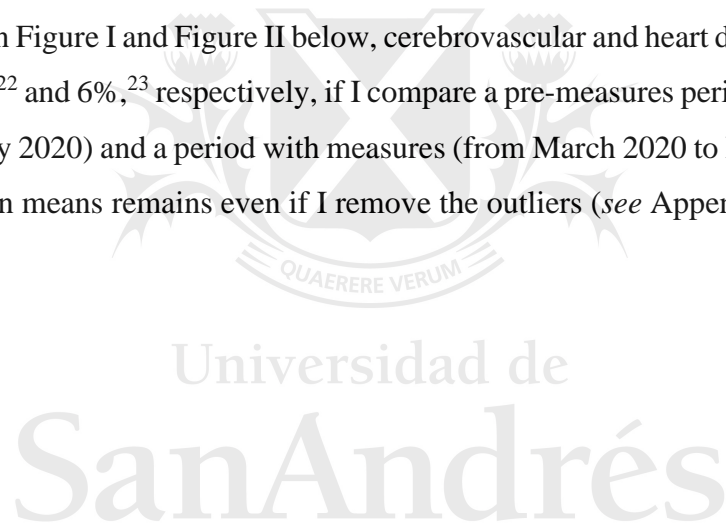 n Figure I and Figure II below, cerebrovascular and heart d
22 and 6%,23 respectively, if I compare a pre-measures peri
y 2020) and a period with measures (from March 2020 to
n means remains even if I remove the outliers (see Appen
QUAERERE VERUM
Universidad de
SanAndrés